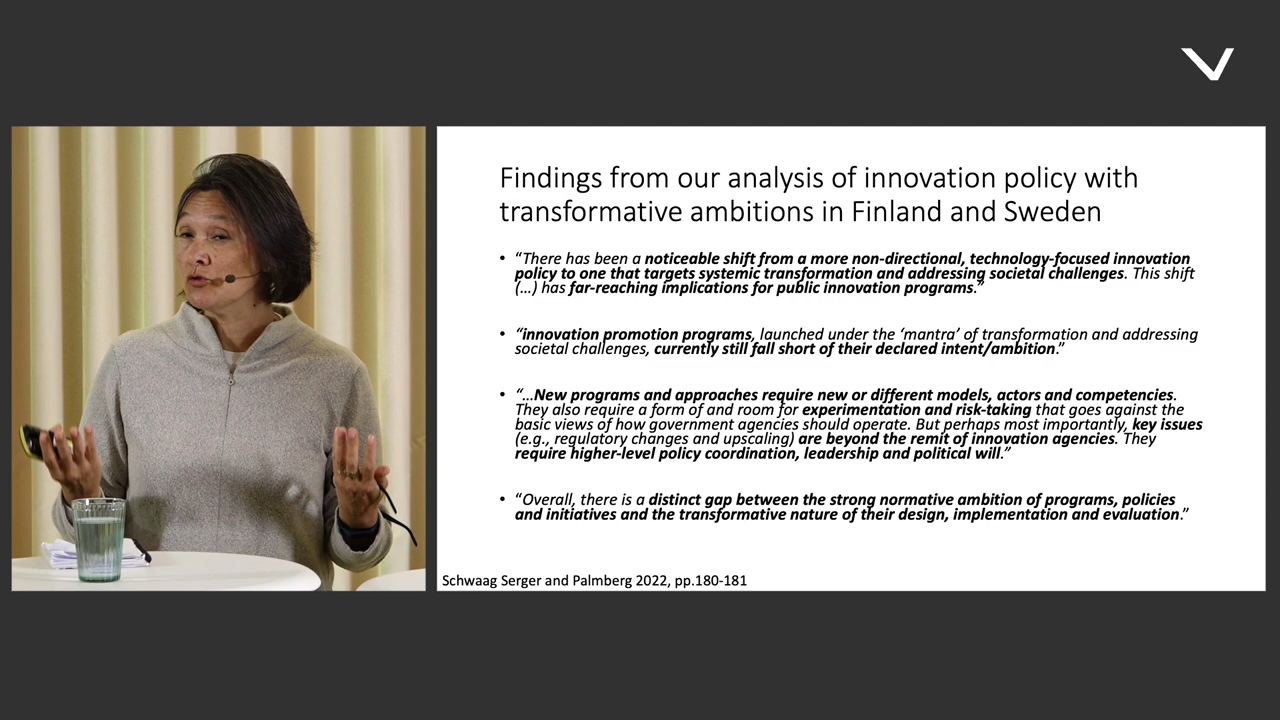 Findings from our analysis of innovation policy with
transformative ambitions in Finland and Sweden
• “There has been a noticeable shift from a more non-directional, technology-focused innovation
policy to one that targets systemic transformation and addressing societal challenges. This shift
(…) has far-reaching implications for public innovation programs.”
• “innovation promotion programs, launched under the ‘mantra’ of transformation and addressing
societal challenges, currently still fall short of their declared intent/ambition.”
• “…New programs and approaches require new or different models, actors and competencies.
They also require a form of and room for experimentation and risk-taking that goes against the
basic views of how government agencies should operate. But perhaps most importantly, key issues
(e.g., regulatory changes and upscaling) are beyond the remit of innovation agencies. They
require higher-level policy coordination, leadership and political will.”
• “Overall, there is a distinct gap between the strong normative ambition of programs, policies
and initiatives and the transformative nature of their design, implementation and evaluation.”
Schwaag Serger and Palmberg 2022, pp.180-181